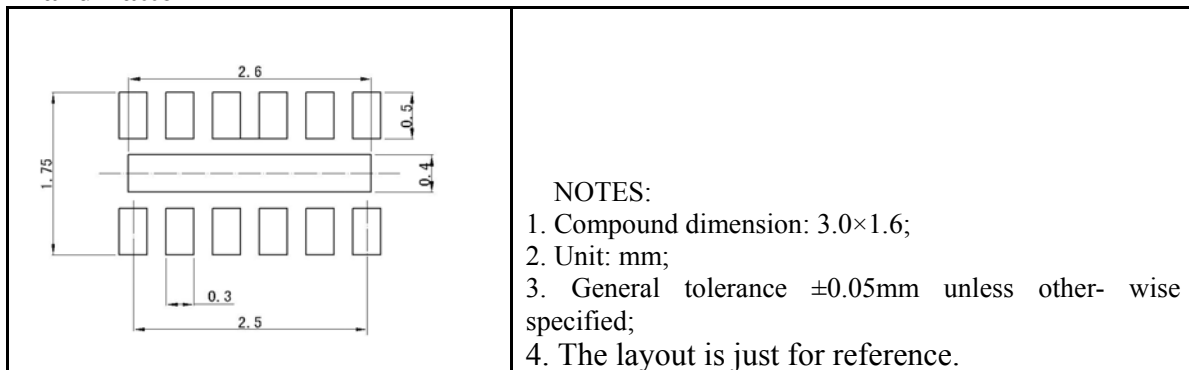 2.6
0.5
1.75
0.4
0.3
2.5
NOTES:
1. Compound dimension: 3.0×1.6;
2. Unit: mm;
3. General tolerance ±0.05mm unless other- wise
specified;
4. The layout is just for reference.